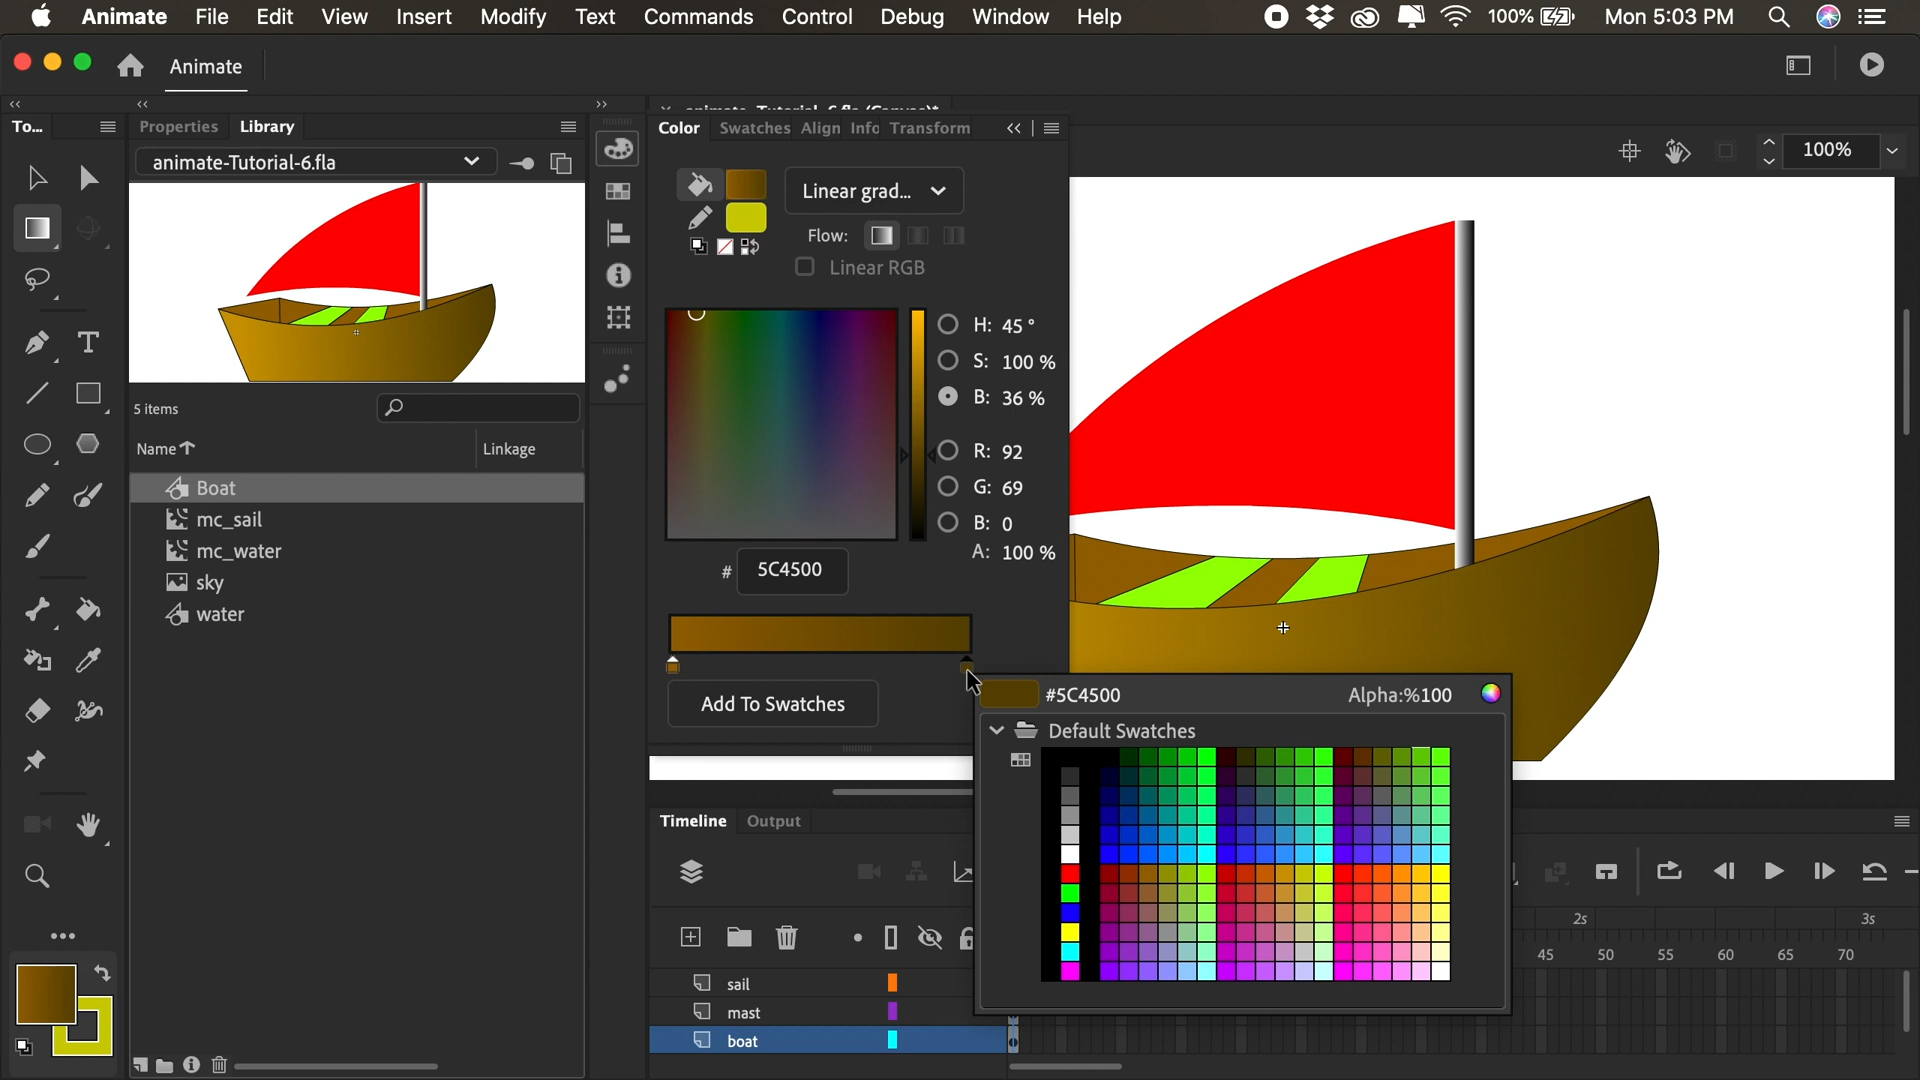 Animate File Edit View Insert Modify Text Commands Control Debug Window Help 100% Mon 5:03 PM
Animate
To... Properties Library
animate-Tutorial-6.fla
Color Swatches Align Info Transform
100%
Linear grad...
Flow:
Linear RGB
H: 45 °
S: 100 %
B: 36 %
R: 92
G: 69
B: 0
A: 100 %
# 5C4500
Add To Swatches
5 items
Name Linkage
Boat
mc_sail
mc_water
sky
water
#5C4500 Alpha:%100
Default Swatches
Timeline Output
2s 3s
45 50 55 60 65 70
sail
mast
boat